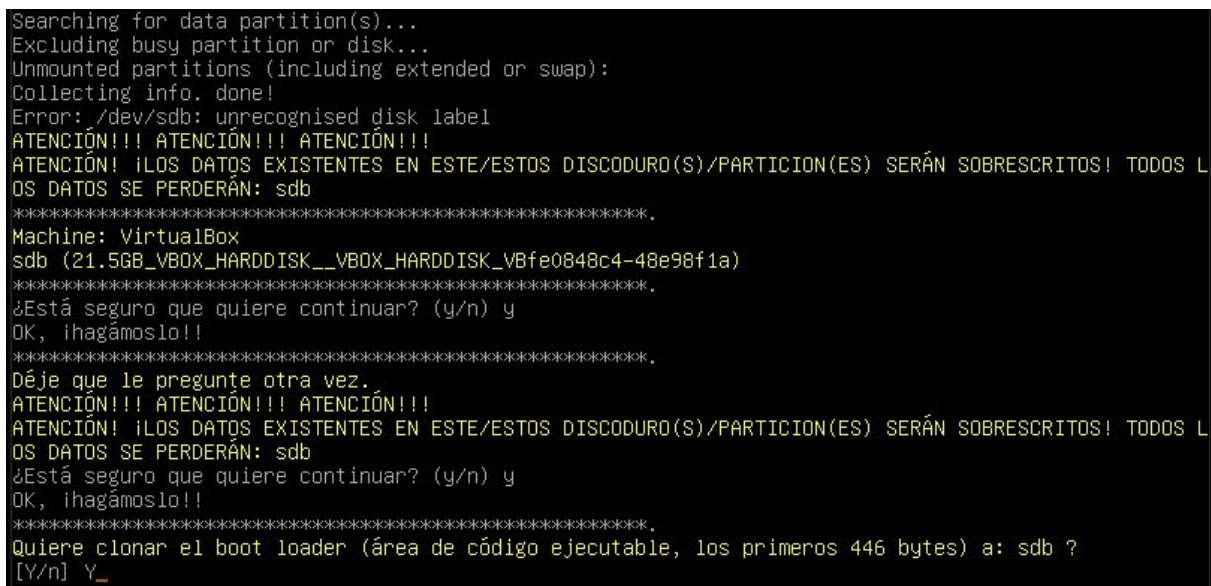 Searching for data partition(s)...
Excluding busy partition or disk...
Unmounted partitions (including extended or swap):
Collecting info. done!
Error: /dev/sdb: unrecognised disk label
ATENCIÓN!!! ATENCIÓN!!! ATENCIÓN!!!
ATENCIÓN! ¡LOS DATOS EXISTENTES EN ESTE/ESTOS DISCODURO(S)/PARTICION(ES) SERÁN SOBRESCRITOS! TODOS L
OS DATOS SE PERDERÁN: sdb
*****************************************************.
Machine: VirtualBox
sdb (21.5GB_VBOX_HARDDISK__VBOX_HARDDISK_VBfe0848c4-48e98f1a)
*****************************************************.
¿Está seguro que quiere continuar? (y/n) y
OK, ¡hagámoslo!!
*****************************************************.
Déje que le pregunte otra vez.
ATENCIÓN!!! ATENCIÓN!!! ATENCIÓN!!!
ATENCIÓN! ¡LOS DATOS EXISTENTES EN ESTE/ESTOS DISCODURO(S)/PARTICION(ES) SERÁN SOBRESCRITOS! TODOS L
OS DATOS SE PERDERÁN: sdb
¿Está seguro que quiere continuar? (y/n) y
OK, ¡hagámoslo!!
*****************************************************.
Quiere clonar el boot loader (área de código ejecutable, los primeros 446 bytes) a: sdb ?
[Y/n] Y_